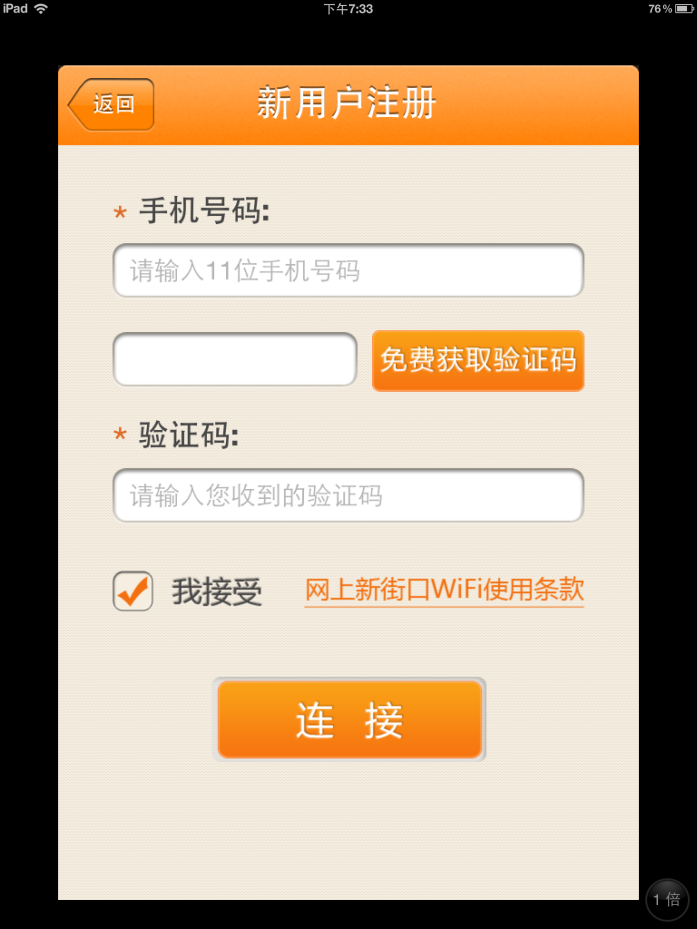 iPad 下午7:33 76%
返回 新用户注册
* 手机号码:
请输入11位手机号码
免费获取验证码
* 验证码:
请输入您收到的验证码
我接受 网上新街口WiFi使用条款
连 接
1 倍